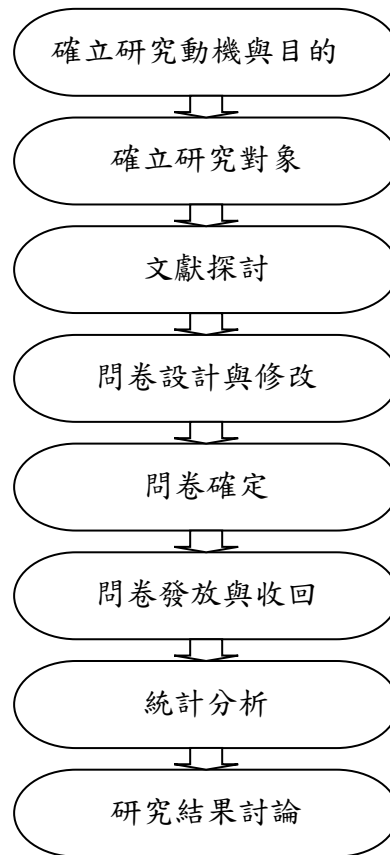 確立研究動機與目的
確立研究對象
文獻探討
問卷設計與修改
問卷確定
問卷發放與收回
統計分析
研究結果討論